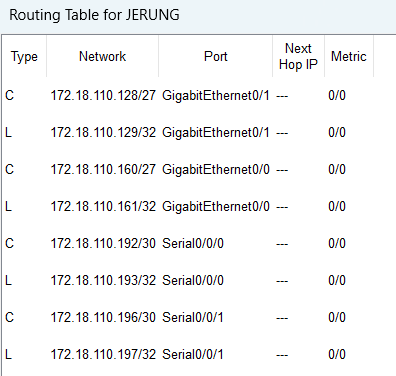 Routing Table for JERUNG
Type Network Port Next Hop IP Metric
C 172.18.110.128/27 GigabitEthernet0/1 --- 0/0
L 172.18.110.129/32 GigabitEthernet0/1 --- 0/0
C 172.18.110.160/27 GigabitEthernet0/0 --- 0/0
L 172.18.110.161/32 GigabitEthernet0/0 --- 0/0
C 172.18.110.192/30 Serial0/0/0 --- 0/0
L 172.18.110.193/32 Serial0/0/0 --- 0/0
C 172.18.110.196/30 Serial0/0/1 --- 0/0
L 172.18.110.197/32 Serial0/0/1 --- 0/0